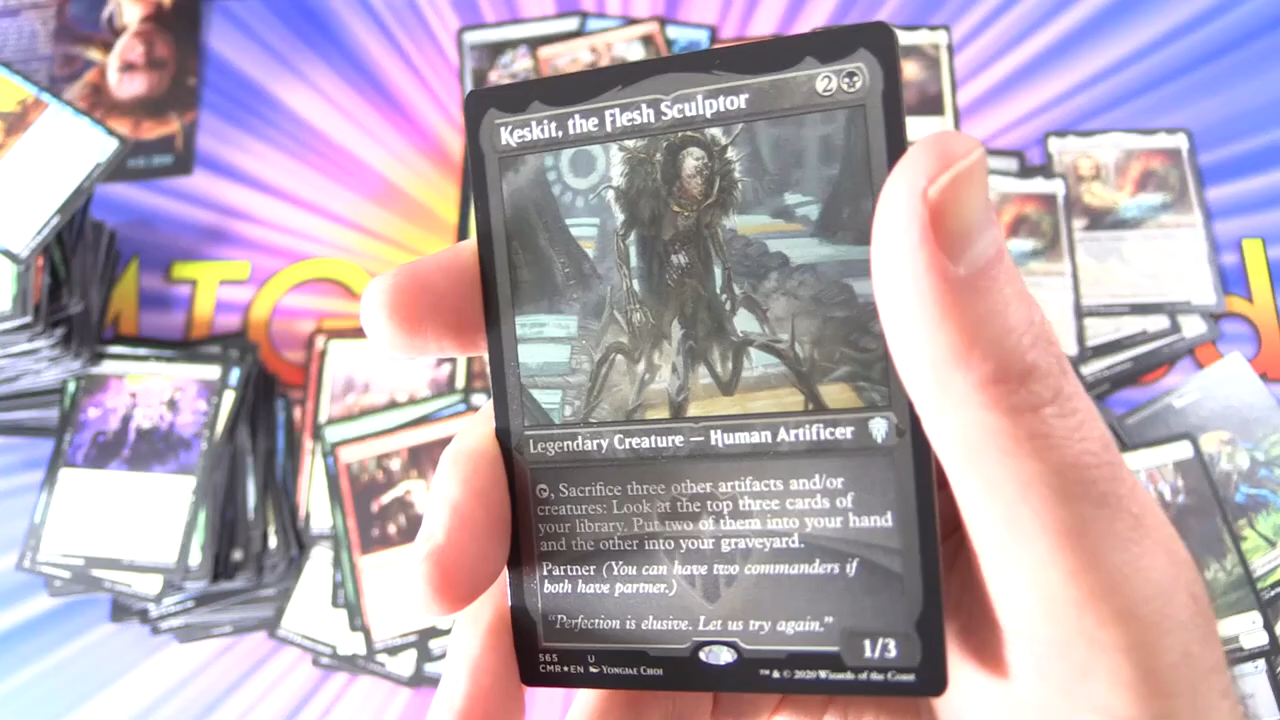 Keskit, the Flesh Sculptor
2
Legendary Creature — Human Artificer
, Sacrifice three other artifacts and/or
creatures: Look at the top three cards of
your library. Put two of them into your hand
and the other into your graveyard.
Partner (You can have two commanders if
both have partner.)
"Perfection is elusive. Let us try again."
1/3
565 U
CMR★EN Yongjae Choi
™ & © 2020 Wizards of the Coast
MTG
d